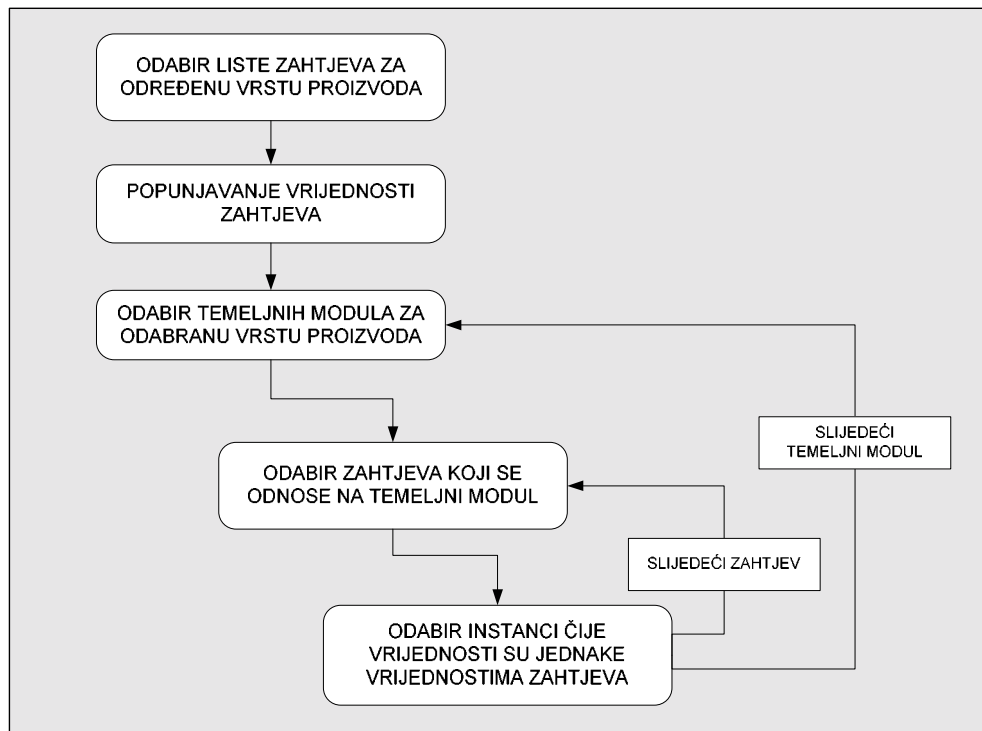 ODABIR LISTE ZAHTJEVA ZA
ODREĐENU VRSTU PROIZVODA
POPUNJAVANJE VRIJEDNOSTI
ZAHTJEVA
ODABIR TEMELJNIH MODULA ZA
ODABRANU VRSTU PROIZVODA
SLIJEDEĆI
TEMELJNI MODUL
ODABIR ZAHTJEVA KOJI SE
ODNOSE NA TEMELJNI MODUL
SLIJEDEĆI ZAHTJEV
ODABIR INSTANCI ČIJE
VRIJEDNOSTI SU JEDNAKE
VRIJEDNOSTIMA ZAHTJEVA